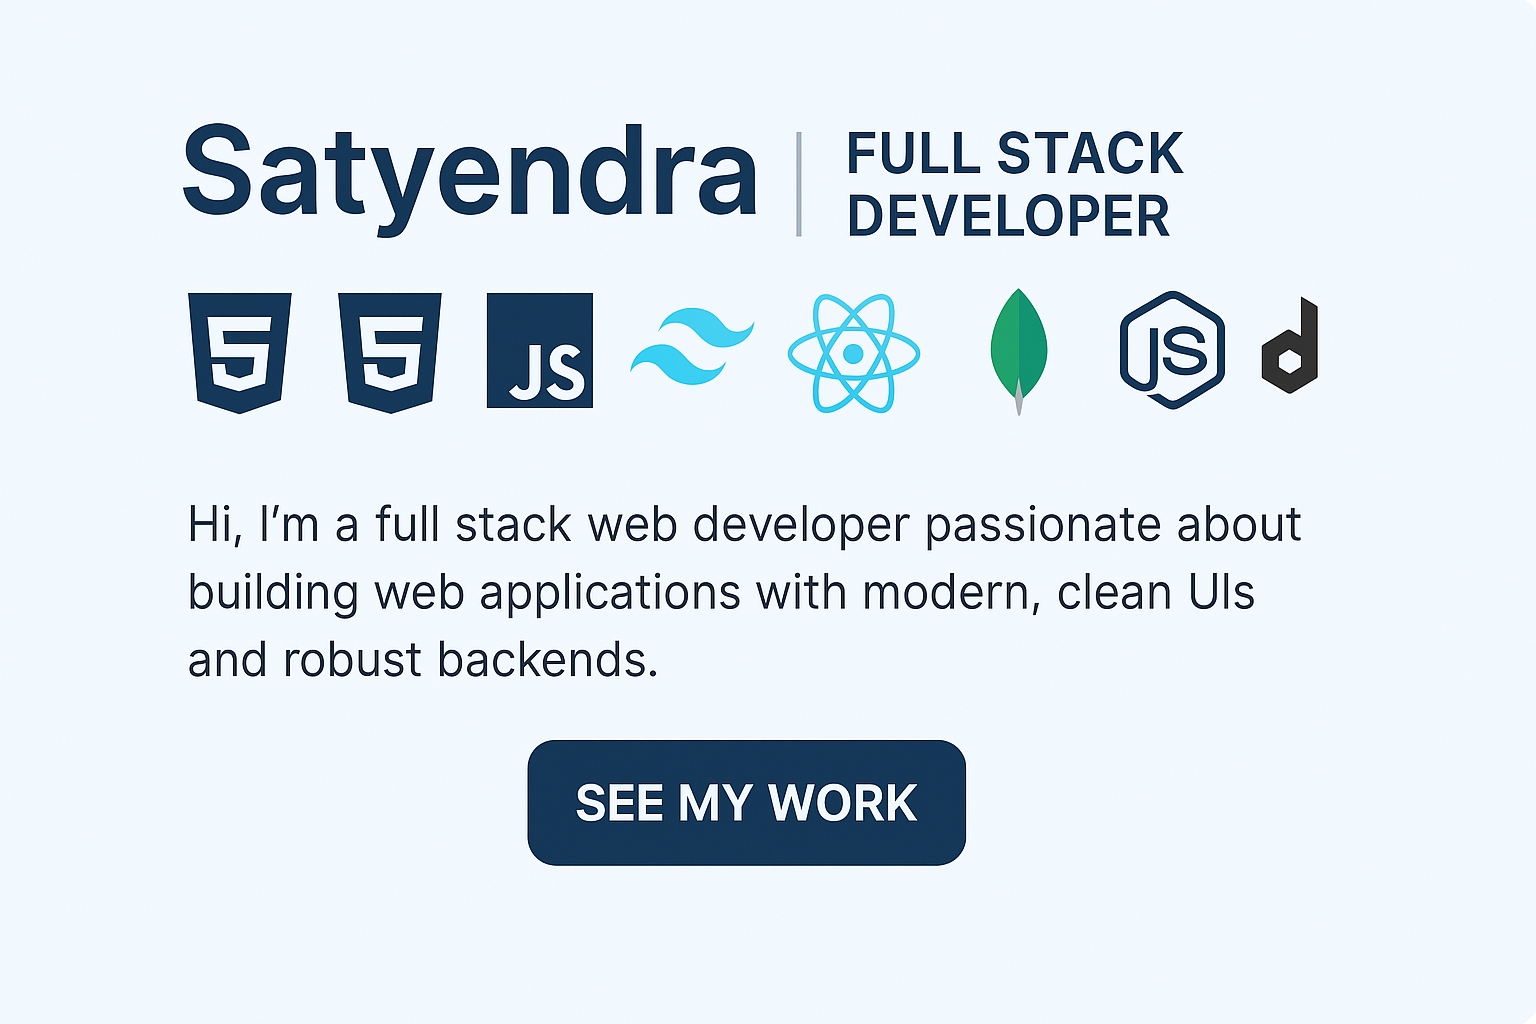 Satyendra
FULL STACK
DEVELOPER
5 5 JS JS d
Hi, I’m a full stack web developer passionate about
building web applications with modern, clean UIs
and robust backends.
SEE MY WORK